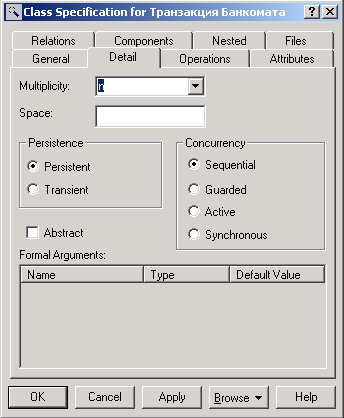 Class Specification for Транзакция Банкомата
Relations Components Nested Files
General Detail Operations Attributes
Multiplicity: n
Space:
Persistence
Persistent
Transient
Concurrency
Sequential
Guarded
Active
Synchronous
Abstract
Formal Arguments:
Name Type Default Value
OK Cancel Apply Browse Help